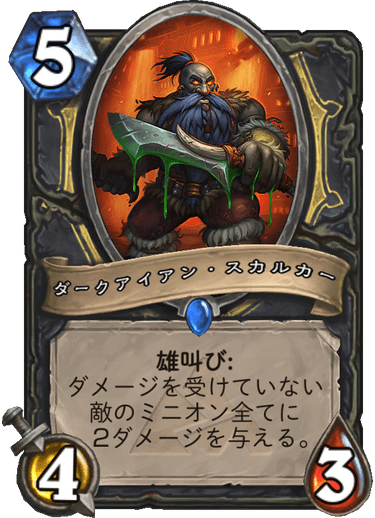 5
ダークアイアン・スカルカー
雄叫び:
ダメージを受けていない
敵のミニオン全てに
2ダメージを与える。
4
3